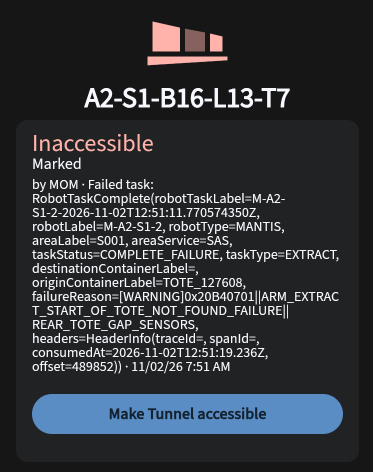 A2-S1-B16-L13-T7
Inaccessible
Marked
by MOM · Failed task:
RobotTaskComplete(robotTaskLabel=M-A2-
S1-2-2026-11-02T12:51:11.770574350Z,
robotLabel=M-A2-S1-2, robotType=MANTIS,
areaLabel=S001, areaService=SAS,
taskStatus=COMPLETE_FAILURE, taskType=EXTRACT,
destinationContainerLabel=,
originContainerLabel=TOTE_127608,
failureReason=[WARNING]0x20B40701||ARM_EXTRAC
T_START_OF_TOTE_NOT_FOUND_FAILURE||
REAR_TOTE_GAP_SENSORS,
headers=HeaderInfo(traceId=, spanId=,
consumedAt=2026-11-02T12:51:19.236Z,
offset=489852)) · 11/02/26 7:51 AM
Make Tunnel accessible